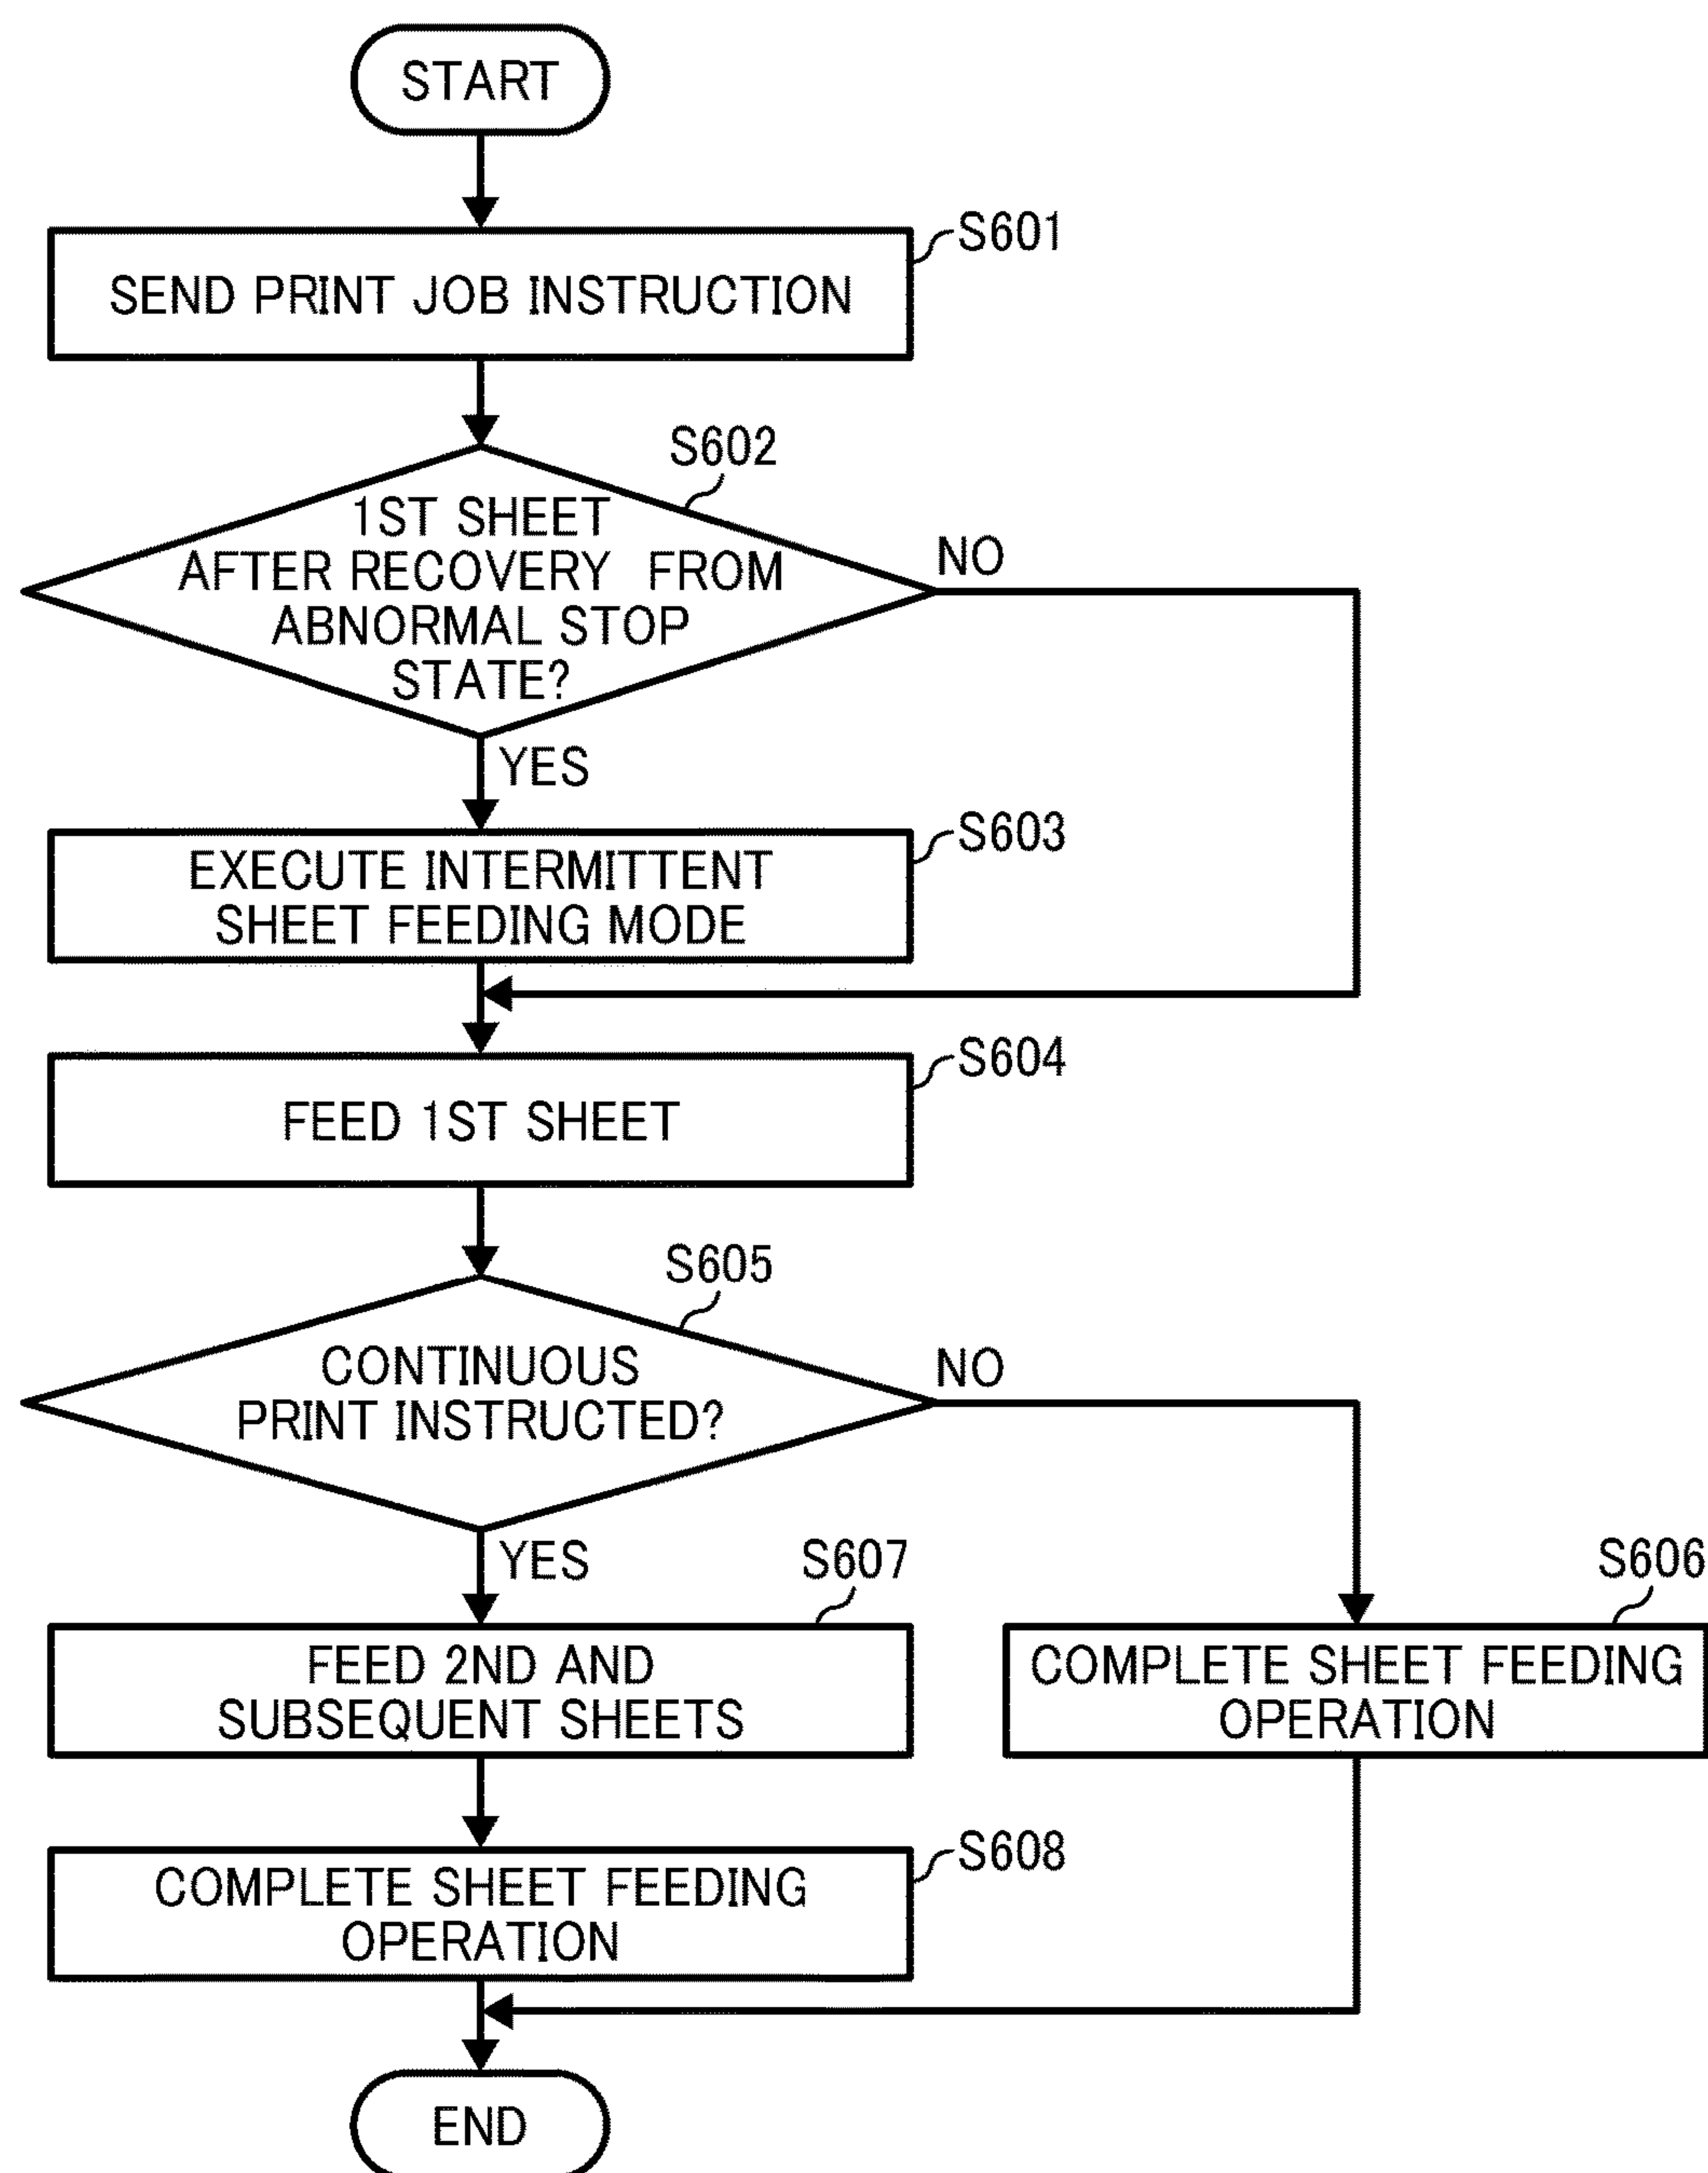 START
S601
SEND PRINT JOB INSTRUCTION
S602
1ST SHEET
AFTER RECOVERY FROM
ABNORMAL STOP
STATE?
NO
YES
S603
EXECUTE INTERMITTENT
SHEET FEEDING MODE
S604
FEED 1ST SHEET
S605
CONTINUOUS
PRINT INSTRUCTED?
NO
YES
S607
S606
FEED 2ND AND
SUBSEQUENT SHEETS
COMPLETE SHEET FEEDING
OPERATION
S608
COMPLETE SHEET FEEDING
OPERATION
END